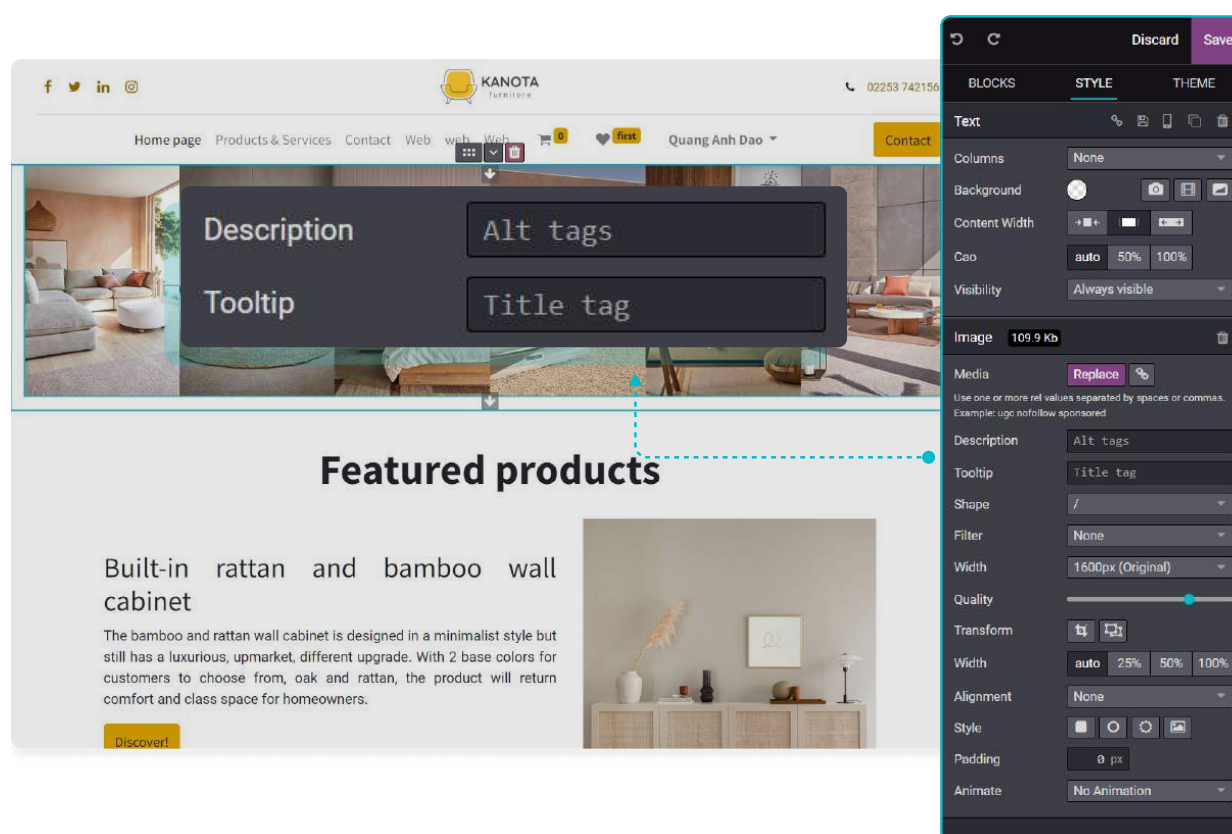 KANOTA
furniture
02253 742156
Home page Products & Services Contact Web web Web 0 first Quang Anh Dao Contact
Description Alt tags
Tooltip Title tag
Featured products
Built-in rattan and bamboo wall
cabinet
The bamboo and rattan wall cabinet is designed in a minimalist style but
still has a luxurious, upmarket, different upgrade. With 2 base colors for
customers to choose from, oak and rattan, the product will return
comfort and class space for homeowners.
Discover!
Discard Save
BLOCKS STYLE THEME
Text
Columns None
Background
Content Width
Cao auto 50% 100%
Visibility Always visible
Image 109.9 Kb
Media Replace
Use one or more rel values separated by spaces or commas.
Example: ugc nofollow sponsored
Description Alt tags
Tooltip Title tag
Shape /
Filter None
Width 1600px (Original)
Quality
Transform
Width auto 25% 50% 100%
Alignment None
Style
Padding 0 px
Animate No Animation